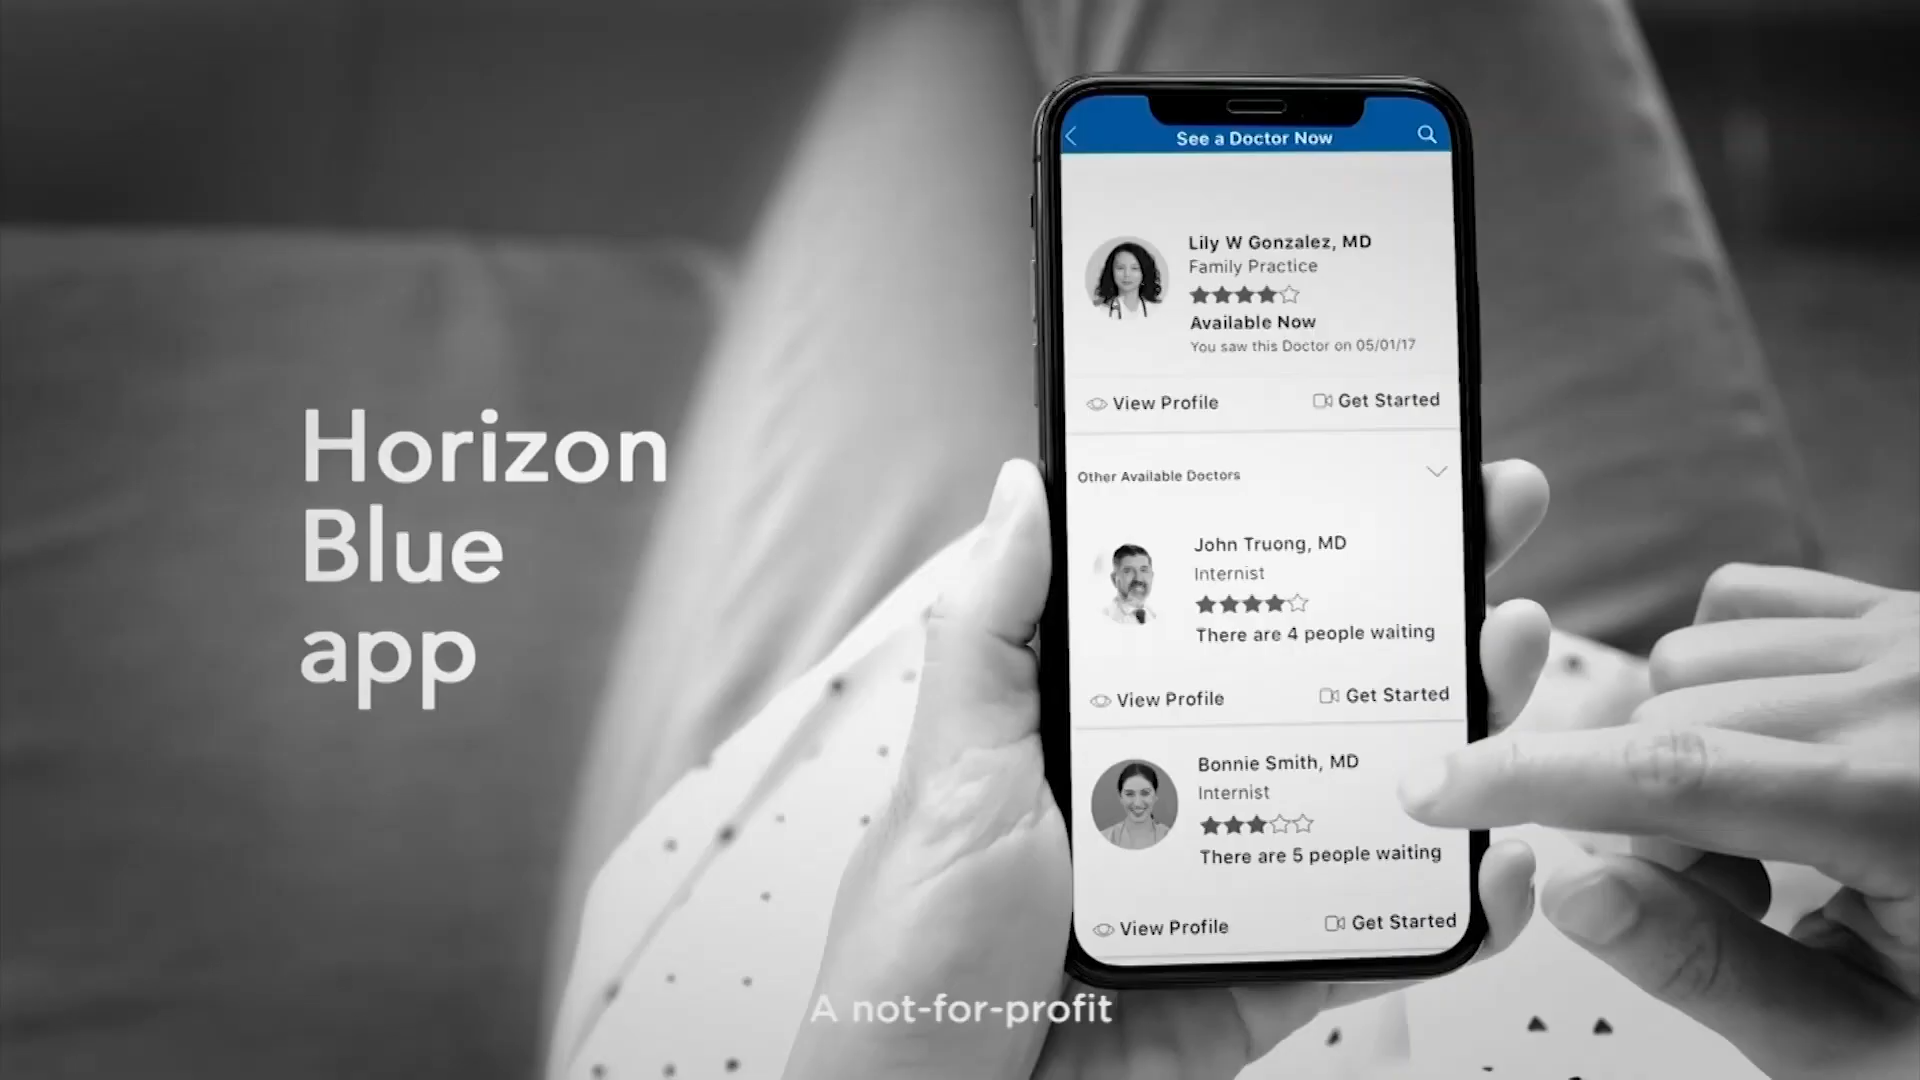 Horizon
Blue
app
See a Doctor Now
Lily W Gonzalez, MD
Family Practice
Available Now
You saw this Doctor on 05/01/17
View Profile
Get Started
Other Available Doctors
John Truong, MD
Internist
There are 4 people waiting
View Profile
Get Started
Bonnie Smith, MD
Internist
There are 5 people waiting
View Profile
Get Started
A not-for-profit